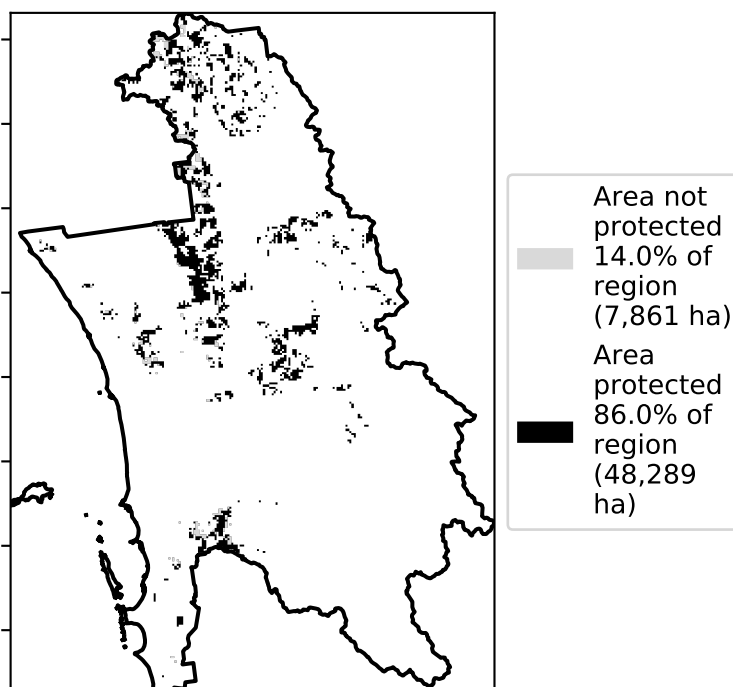 Area not
protected
14.0% of
region
(7,861 ha)
Area
protected
86.0% of
region
(48,289
ha)